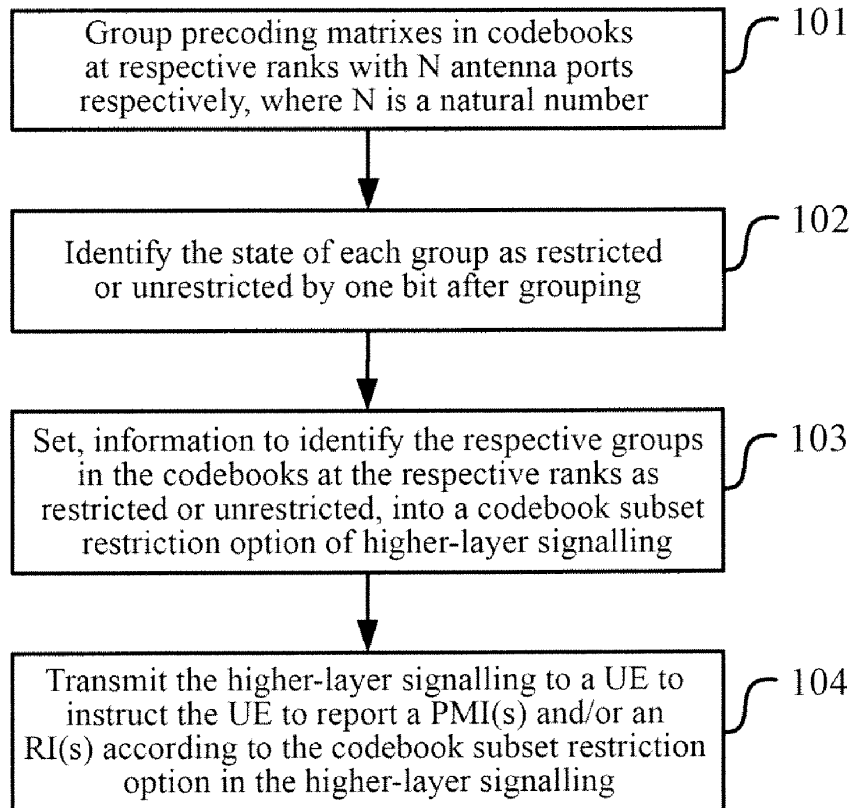 Group precoding matrixes in codebooks
at respective ranks with N antenna ports
respectively, where N is a natural number
101
Identify the state of each group as restricted
or unrestricted by one bit after grouping
102
Set, information to identify the respective groups
in the codebooks at the respective ranks as
restricted or unrestricted, into a codebook subset
restriction option of higher-layer signalling
103
Transmit the higher-layer signalling to a UE to
instruct the UE to report a PMI(s) and/or an
RI(s) according to the codebook subset restriction
option in the higher-layer signalling
104